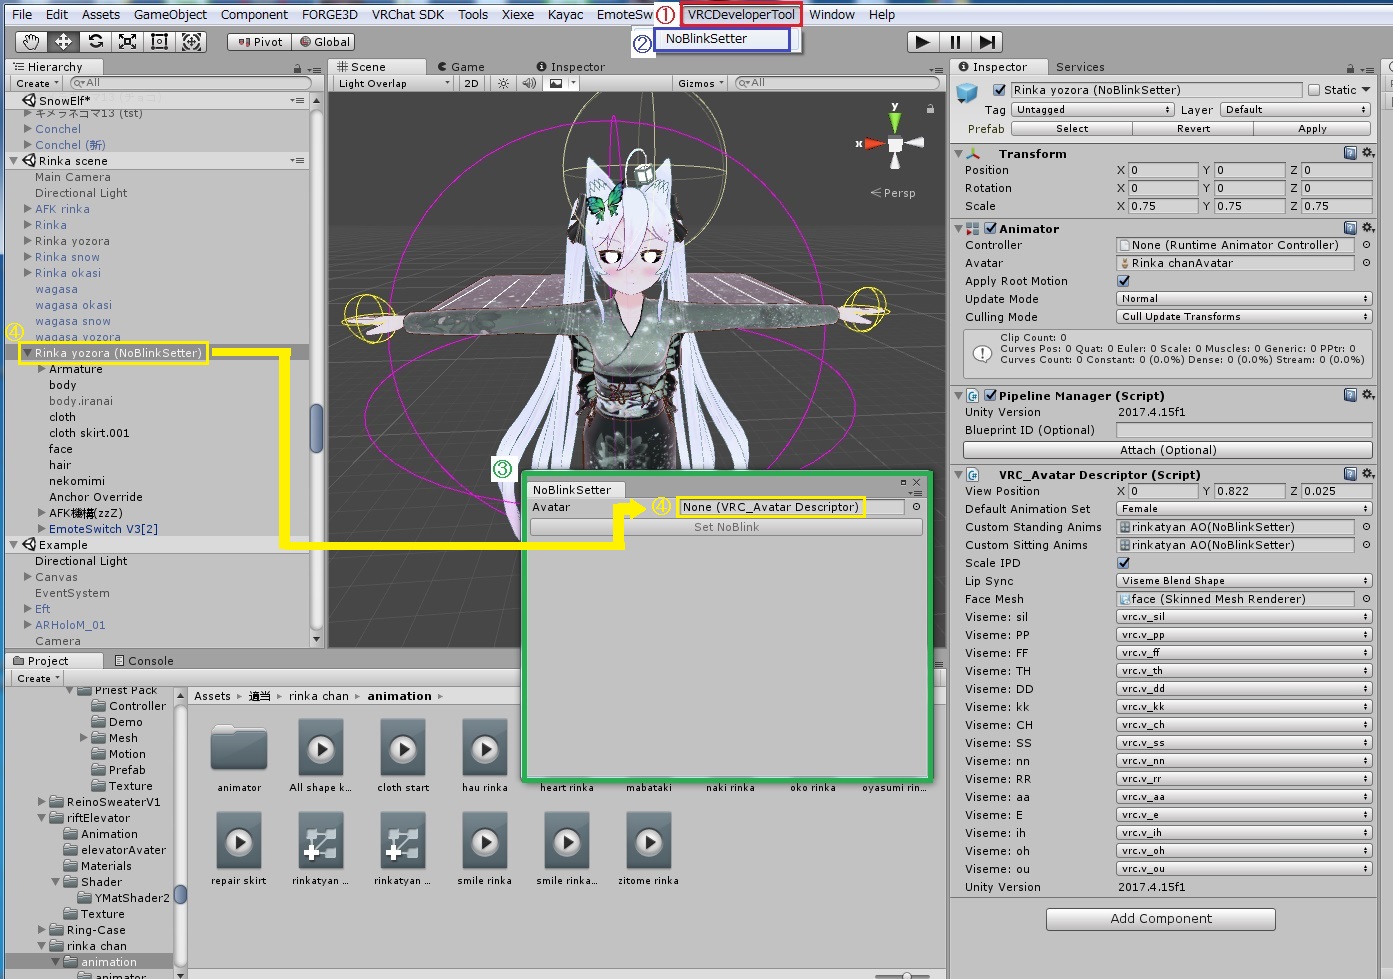 File Edit Assets GameObject Component FORGE3D VRChat SDK Tools Xiexe Kayac EmoteSw ① VRCDeveloperTool Window Help
② NoBlinkSetter
Pivot Global
Hierarchy
Create All
SnowElf*
キメラネコマ13 (tst)
Conchel
Conchel (新)
Rinka scene
Main Camera
Directional Light
AFK rinka
Rinka
Rinka yozora
Rinka snow
Rinka okasi
wagasa
wagasa okasi
wagasa snow
wagasa yozora
④
Rinka yozora (NoBlinkSetter)
Armature
body
body.iranai
cloth
cloth skirt.001
face
hair
nekomimi
Anchor Override
AFK機構(zzZ)
EmoteSwitch V3[2]
Example
Directional Light
Canvas
EventSystem
Eft
ARHoloM_01
Camera
Scene Game Inspector
Light Overlap 2D Gizmos All
y
x
Persp
③
NoBlinkSetter
Avatar ④ None (VRC_Avatar Descriptor)
Set NoBlink
Project Console
Create
Priest Pack
Controller
Demo
Mesh
Motion
Prefab
Texture
ReinoSweaterV1
riftElevator
Animation
elevatorAvater
Materials
Shader
YMatShader2
Texture
Ring-Case
rinka chan
animation
animator
Assets 適当 rinka chan animation
animator All shape k... cloth start hau rinka heart rinka mabataki naki rinka oko rinka oyasumi rin...
repair skirt rinkatyan ... rinkatyan ... smile rinka smile rinka... zitome rinka
Inspector Services
Rinka yozora (NoBlinkSetter) Static
Tag Untagged Layer Default
Prefab Select Revert Apply
Transform
Position X 0 Y 0 Z 0
Rotation X 0 Y 0 Z 0
Scale X 0.75 Y 0.75 Z 0.75
Animator
Controller None (Runtime Animator Controller)
Avatar Rinka chanAvatar
Apply Root Motion
Update Mode Normal
Culling Mode Cull Update Transforms
Clip Count: 0
Curves Pos: 0 Quat: 0 Euler: 0 Scale: 0 Muscles: 0 Generic: 0 PPtr: 0
Curves Count: 0 Constant: 0 (0.0%) Dense: 0 (0.0%) Stream: 0 (0.0%)
Pipeline Manager (Script)
Unity Version 2017.4.15f1
Blueprint ID (Optional)
Attach (Optional)
VRC_Avatar Descriptor (Script)
View Position X 0 Y 0.822 Z 0.025
Default Animation Set Female
Custom Standing Anims rinkatyan AO(NoBlinkSetter)
Custom Sitting Anims rinkatyan AO(NoBlinkSetter)
Scale IPD
Lip Sync Viseme Blend Shape
Face Mesh face (Skinned Mesh Renderer)
Viseme: sil vrc.v_sil
Viseme: PP vrc.v_pp
Viseme: FF vrc.v_ff
Viseme: TH vrc.v_th
Viseme: DD vrc.v_dd
Viseme: kk vrc.v_kk
Viseme: CH vrc.v_ch
Viseme: SS vrc.v_ss
Viseme: nn vrc.v_nn
Viseme: RR vrc.v_rr
Viseme: aa vrc.v_aa
Viseme: E vrc.v_e
Viseme: ih vrc.v_ih
Viseme: oh vrc.v_oh
Viseme: ou vrc.v_ou
Unity Version 2017.4.15f1
Add Component